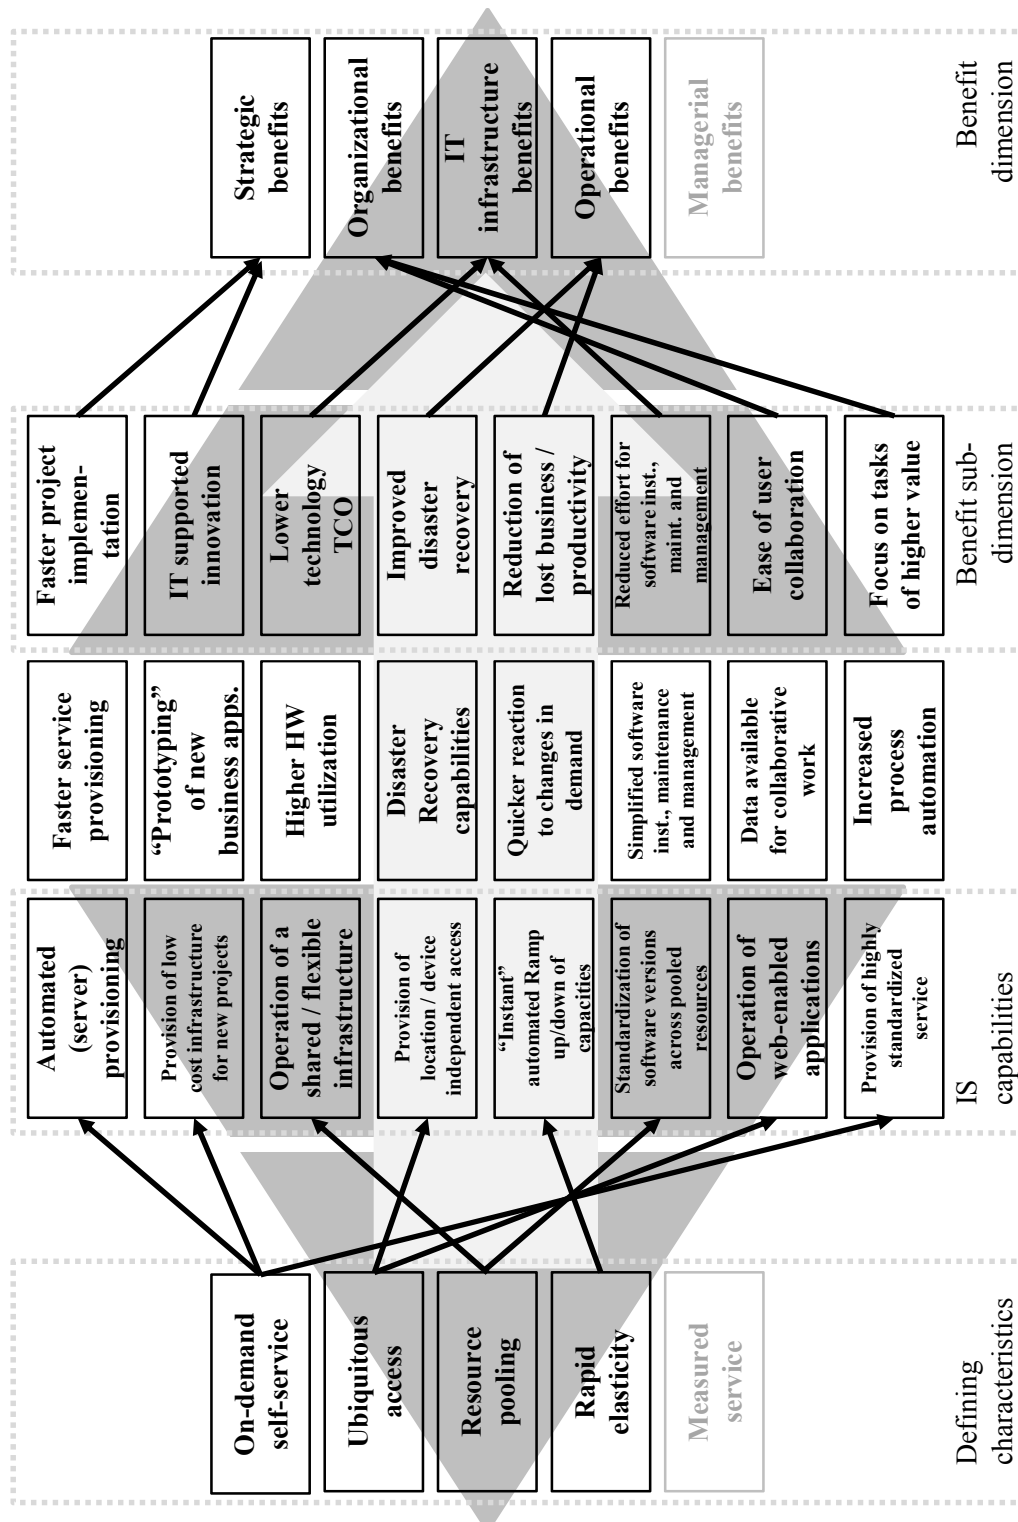 Defining
characteristics
On-demand
self-service
Ubiquitous
access
Resource
pooling
Rapid
elasticity
Measured
service
IS
capabilities
Automated
(server)
provisioning
Provision of low
cost infrastructure
for new projects
Operation of a
shared / flexible
infrastructure
Provision of
location / device
independent access
“Instant”
automated Ramp
up/down of
capacities
Standardization of
software versions
across pooled
resources
Operation of
web-enabled
applications
Provision of highly
standardized
service
Faster service
provisioning
“Prototyping”
of new
business apps.
Higher HW
utilization
Disaster
Recovery
capabilities
Quicker reaction
to changes in
demand
Simplified software
inst., maintenance
and management
Data available
for collaborative
work
Increased
process
automation
Benefit sub-
dimension
Faster project
implemen-
tation
IT supported
innovation
Lower
technology
TCO
Improved
disaster
recovery
Reduction of
lost business /
productivity
Reduced effort for
software inst.,
maint. and
management
Ease of user
collaboration
Focus on tasks
of higher value
Benefit
dimension
Strategic
benefits
Organizational
benefits
IT
infrastructure
benefits
Operational
benefits
Managerial
benefits